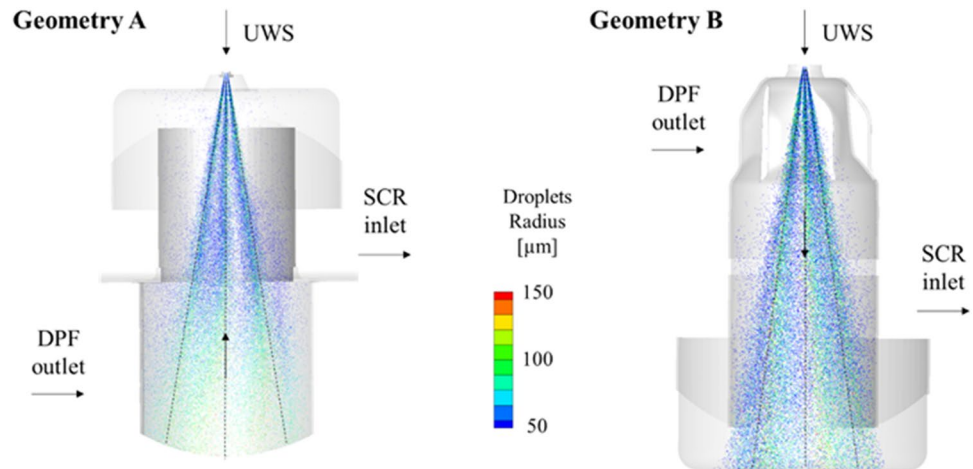 Geometry A
UWS
SCR
inlet
DPF
outlet
Droplets
Radius
[µm]
150
100
50
Geometry B
UWS
DPF
outlet
SCR
inlet